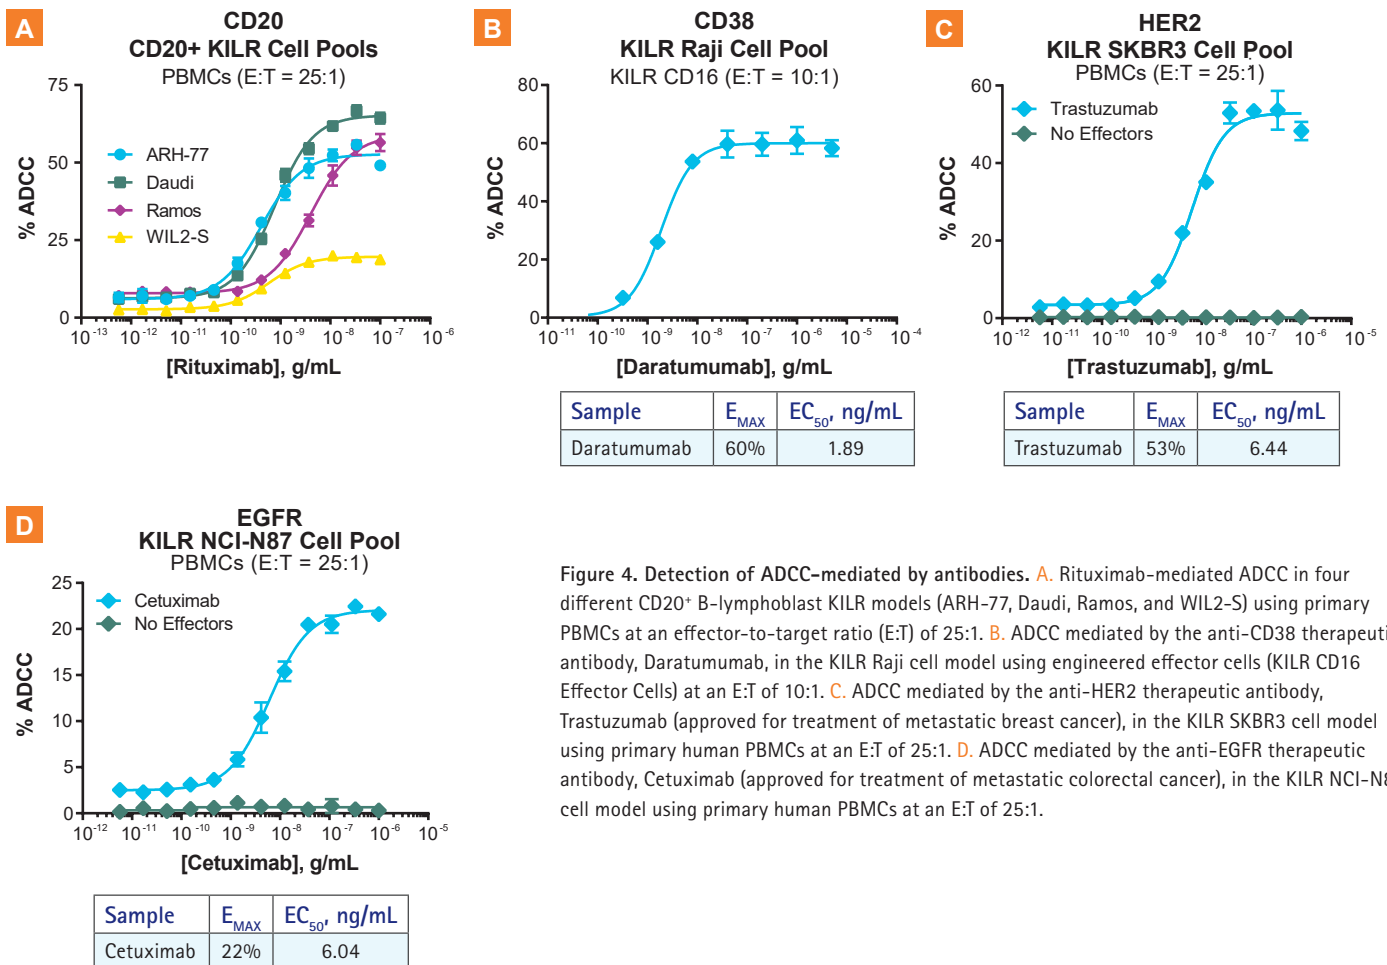 A
CD20
CD20+ KILR Cell Pools
PBMCs (E:T = 25:1)
75
50
25
0
% ADCC
ARH-77
Daudi
Ramos
WIL2-S
10-13 10-12 10-11 10-10 10-9 10-8 10-7 10-6
[Rituximab], g/mL
B
CD38
KILR Raji Cell Pool
KILR CD16 (E:T = 10:1)
80
60
40
20
0
% ADCC
10-11 10-10 10-9 10-8 10-7 10-6 10-5 10-4
[Daratumumab], g/mL
Sample EMAX EC50, ng/mL
Daratumumab 60% 1.89
C
HER2
KILR SKBR3 Cell Pool
PBMCs (E:T = 25:1)
60
40
20
0
% ADCC
Trastuzumab
No Effectors
10-12 10-11 10-10 10-9 10-8 10-7 10-6 10-5
[Trastuzumab], g/mL
Sample EMAX EC50, ng/mL
Trastuzumab 53% 6.44
D
EGFR
KILR NCI-N87 Cell Pool
PBMCs (E:T = 25:1)
25
20
15
10
5
0
% ADCC
Cetuximab
No Effectors
10-12 10-11 10-10 10-9 10-8 10-7 10-6 10-5
[Cetuximab], g/mL
Sample EMAX EC50, ng/mL
Cetuximab 22% 6.04
Figure 4. Detection of ADCC-mediated by antibodies. A. Rituximab-mediated ADCC in four
different CD20+ B-lymphoblast KILR models (ARH-77, Daudi, Ramos, and WIL2-S) using primary
PBMCs at an effector-to-target ratio (E:T) of 25:1. B. ADCC mediated by the anti-CD38 therapeuti
antibody, Daratumumab, in the KILR Raji cell model using engineered effector cells (KILR CD16
Effector Cells) at an E:T of 10:1. C. ADCC mediated by the anti-HER2 therapeutic antibody,
Trastuzumab (approved for treatment of metastatic breast cancer), in the KILR SKBR3 cell model
using primary human PBMCs at an E:T of 25:1. D. ADCC mediated by the anti-EGFR therapeutic
antibody, Cetuximab (approved for treatment of metastatic colorectal cancer), in the KILR NCI-N8
cell model using primary human PBMCs at an E:T of 25:1.